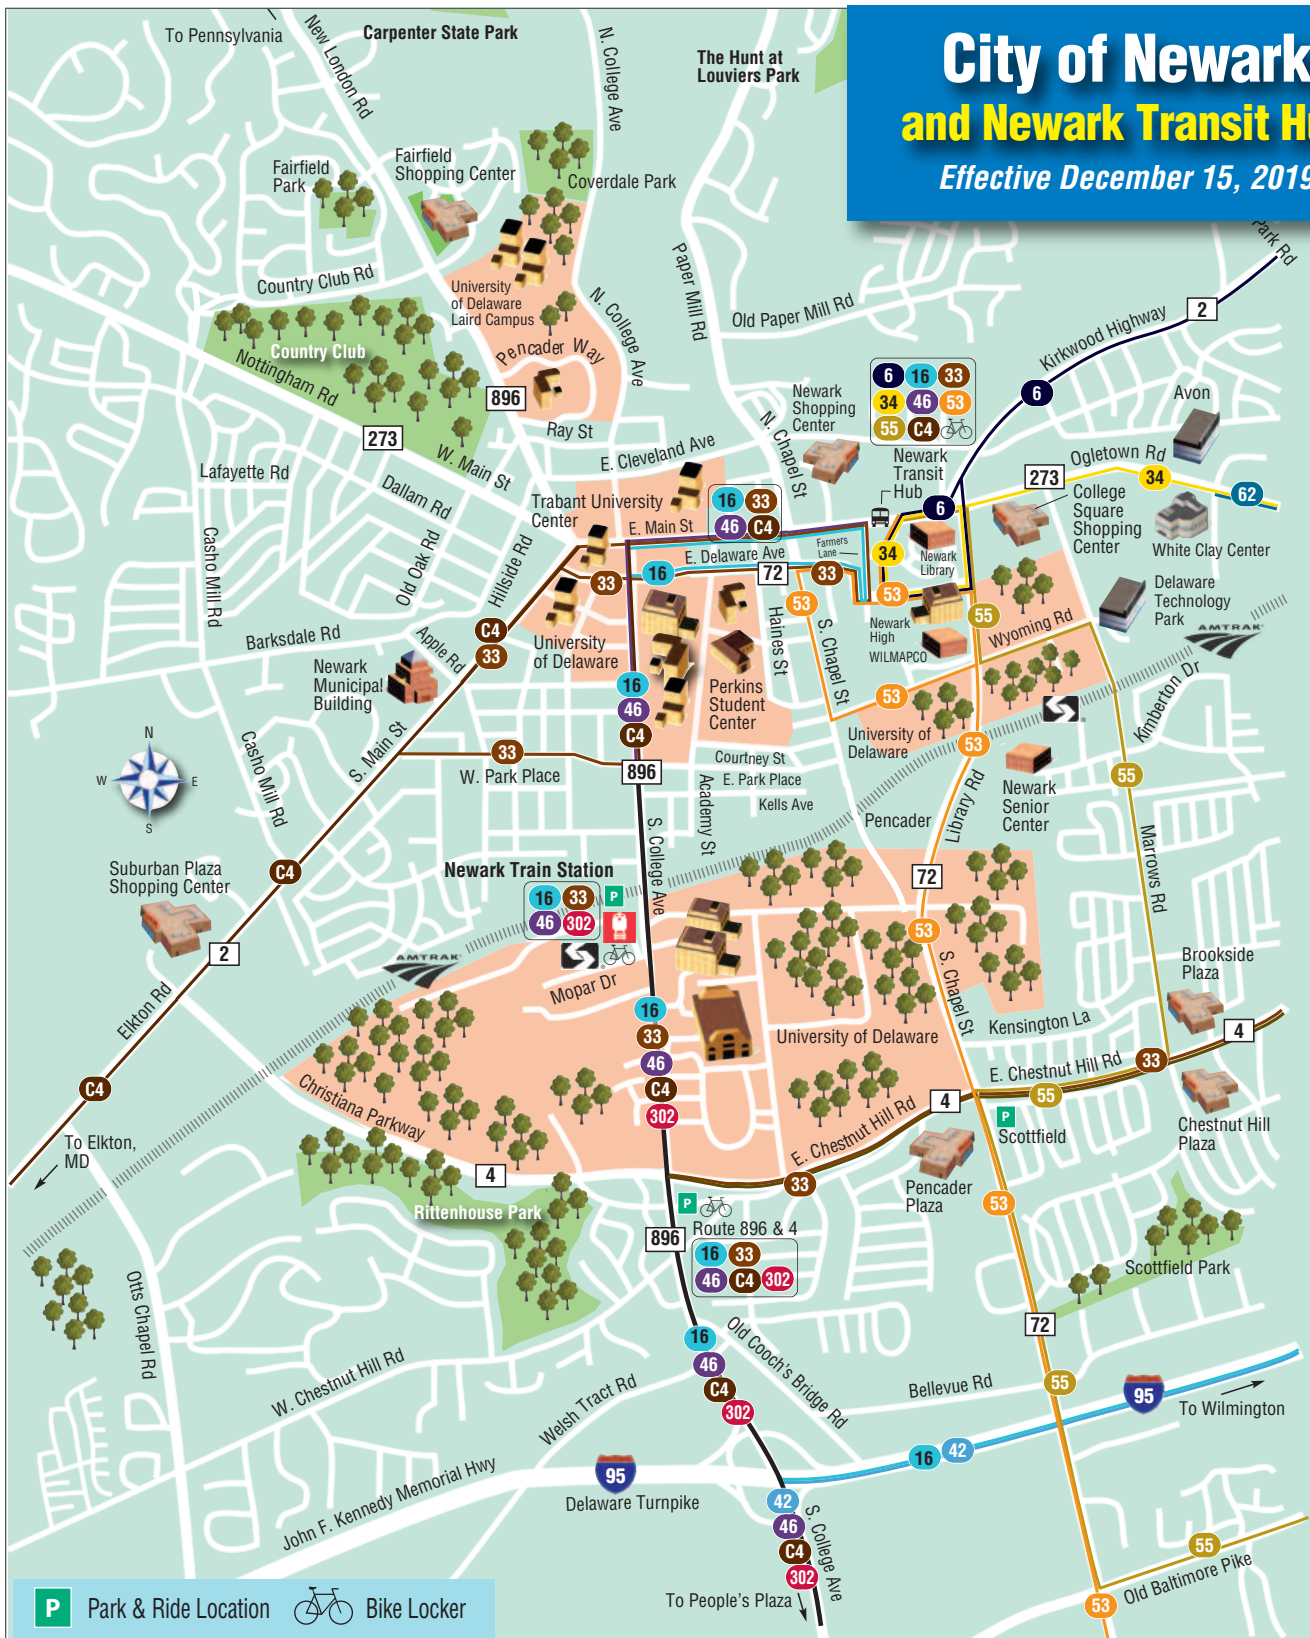 City of Newark
and Newark Transit H
Effective December 15, 2019
To Pennsylvania
New London Rd
Carpenter State Park
N. College Ave
The Hunt at
Louviers Park
Fairfield
Park
Fairfield
Shopping Center
Coverdale Park
Park Rd
Country Club Rd
University
of Delaware
Laird Campus
N. College Ave
Paper Mill Rd
Old Paper Mill Rd
Kirkwood Highway
2
6
Country Club
Nottingham Rd
Pencader Way
896
Ray St
273
W. Main St
E. Cleveland Ave
Newark
Shopping
Center
N. Chapel St
6 16 33
34 46 53
55 C4
Newark
Transit
Hub
Avon
Ogletown Rd
273
34
62
College
Square
Shopping
Center
White Clay Center
Lafayette Rd
Dallam Rd
Casho Mill Rd
Old Oak Rd
Hillside Rd
Trabant University
Center
E. Main St
16 33
46 C4
E. Delaware Ave
72
Farmers
Lane
33
16
33
6
34
Newark
Library
53
53
Haines St
S. Chapel St
Newark
High
WILMAPCO
55
Wyoming Rd
Delaware
Technology
Park
AMTRAK
Barksdale Rd
Apple Rd
C4
33
University
of Delaware
Newark
Municipal
Building
16
46
C4
Perkins
Student
Center
53
University of
Delaware
53
Kimberton Dr
N
W
E
S
Casho Mill Rd
S. Main St
33
W. Park Place
896
Courtney St
E. Park Place
Kells Ave
Academy St
Pencader
Library Rd
Newark
Senior
Center
55
Marrows Rd
Suburban Plaza
Shopping Center
C4
2
Newark Train Station
16 33 P
46 302
S. College Ave
72
53
AMTRAK
Mopar Dr
Elkton Rd
Brookside
Plaza
S. Chapel St
Kensington La
4
16
33
46
C4
302
University of Delaware
E. Chestnut Hill Rd
33
55
C4
Christiana Parkway
4
E. Chestnut Hill Rd
P
Scottfield
Chestnut Hill
Plaza
To Elkton,
MD
4
33
Pencader
Plaza
53
Rittenhouse Park
P
896
Route 896 & 4
16 33
46 C4 302
Scottfield Park
Otts Chapel Rd
72
16
46
C4
302
Old Cooch's Bridge Rd
W. Chestnut Hill Rd
Welsh Tract Rd
Bellevue Rd
55
95
To Wilmington
16 42
John F. Kennedy Memorial Hwy
95
Delaware Turnpike
42
46
C4
302
S. College Ave
55
Old Baltimore Pike
53
To People's Plaza
P Park & Ride Location
Bike Locker